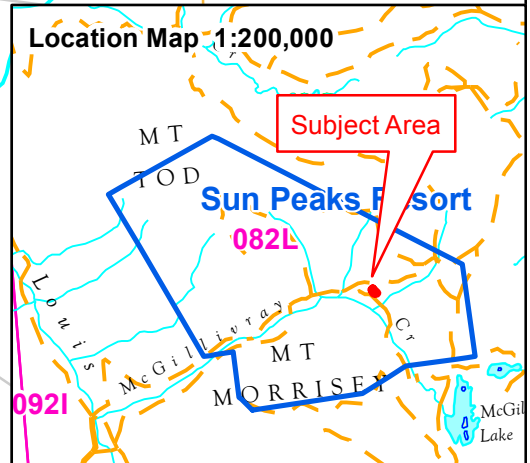 Location Map 1:200,000
Subject Area
MT
TOD
Sun Peaks Resort
082L
Louis
McGillivray
Cr
MT
MORRISEY
092I
McGil
Lake